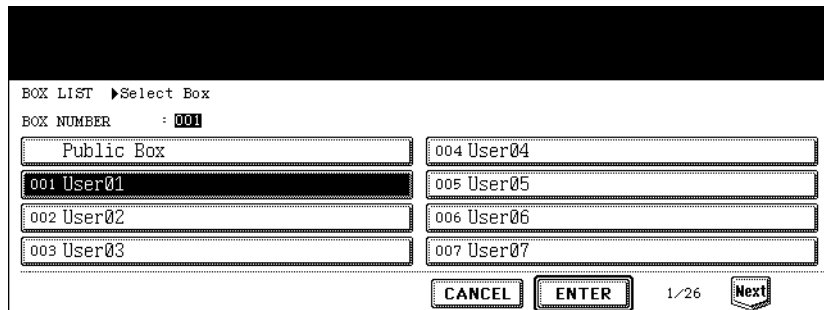 BOX LIST ▶Select Box
BOX NUMBER : 001
Public Box
001 User01
002 User02
003 User03
004 User04
005 User05
006 User06
007 User07
CANCEL ENTER 1/26 Next